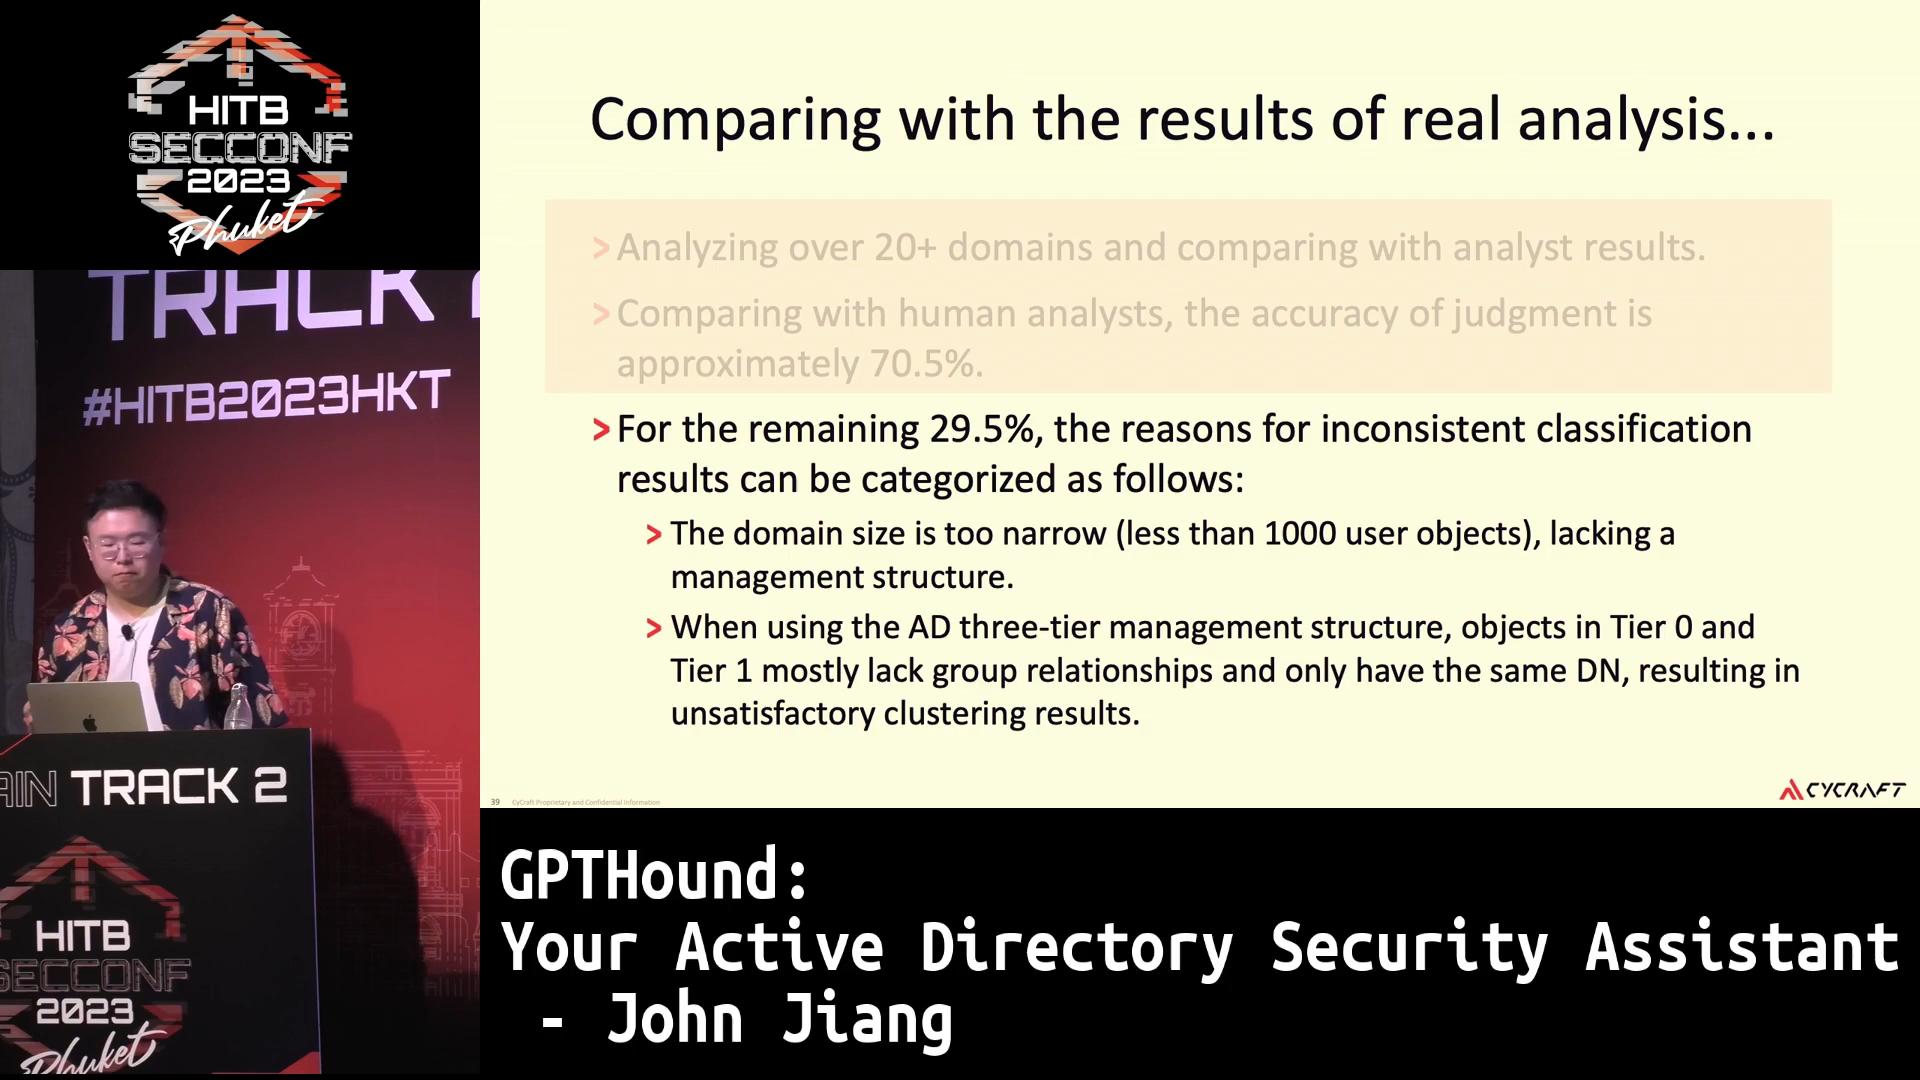 HITB
SECCONF
2023
Phuket
TRACK 2
#HITB2023HKT
AIN TRACK 2
HITB
SECCONF
2023
Phuket
Comparing with the results of real analysis...
> Analyzing over 20+ domains and comparing with analyst results.
> Comparing with human analysts, the accuracy of judgment is
approximately 70.5%.
> For the remaining 29.5%, the reasons for inconsistent classification
results can be categorized as follows:
> The domain size is too narrow (less than 1000 user objects), lacking a
management structure.
> When using the AD three-tier management structure, objects in Tier 0 and
Tier 1 mostly lack group relationships and only have the same DN, resulting in
unsatisfactory clustering results.
39 CyCraft Proprietary and Confidential Information
CYCRAFT
GPTHound:
Your Active Directory Security Assistant
- John Jiang